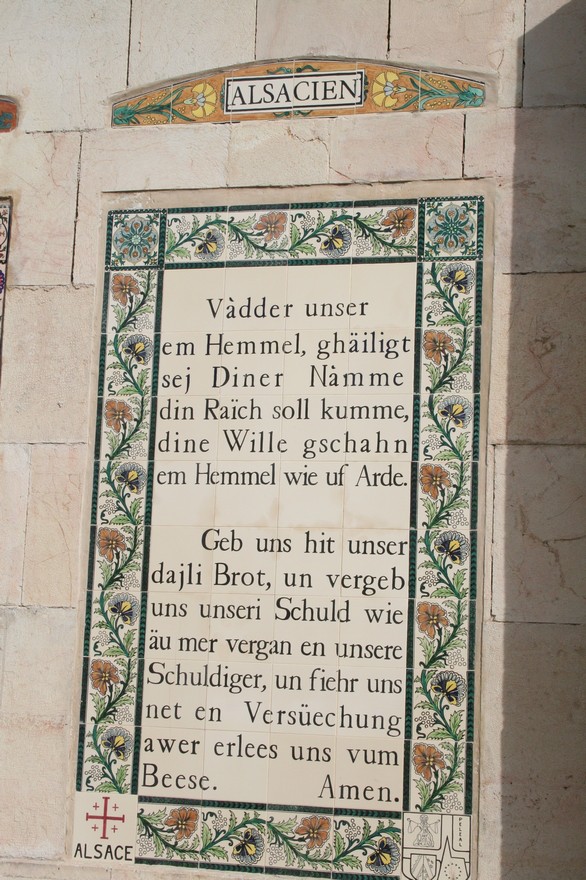 ALSACIEN
Vàdder unser
em Hemmel, ghäiligt
sej Diner Nàmme
din Raïch soll kumme,
dine Wille gschahn
em Hemmel wie uf Arde.
Geb uns hit unser
dajli Brot, un vergeb
uns unseri Schuld wie
äu mer vergan en unsere
Schuldiger, un fiehr uns
net en Versüechung
awer erlees uns vum
Beese. Amen.
ALSACE